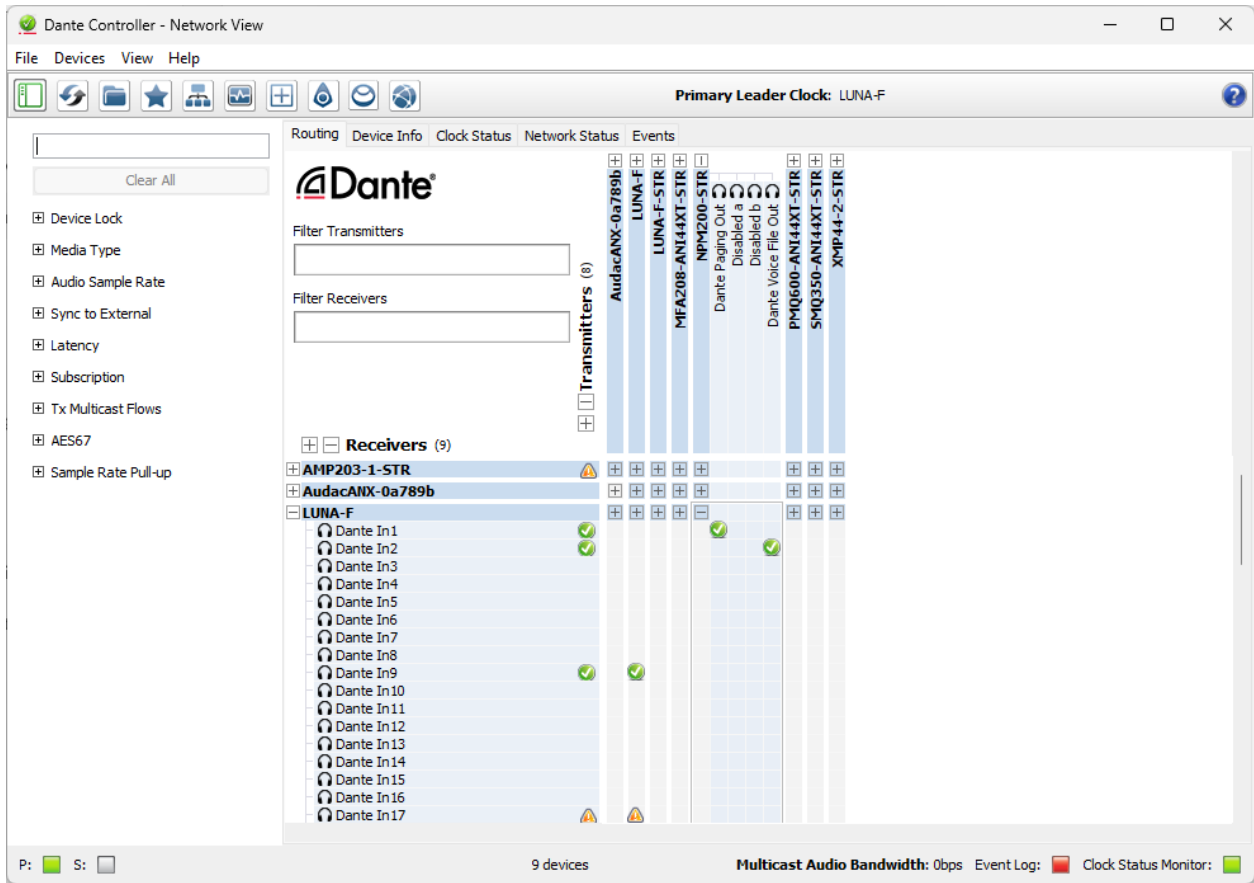 Dante Controller - Network View
File Devices View Help
Primary Leader Clock: LUNA-F
?
Clear All
Device Lock
Media Type
Audio Sample Rate
Sync to External
Latency
Subscription
Tx Multicast Flows
AES67
Sample Rate Pull-up
Routing Device Info Clock Status Network Status Events
Dante®
Filter Transmitters
Filter Receivers
Transmitters (8)
AudacANX-0a789b
LUNA-F
LUNA-F-STR
MFA208-ANI44XT-STR
NPM200-STR
Dante Paging Out
Disabled a
Disabled b
Dante Voice File Out
PMQ600-ANI44XT-STR
SMQ350-ANI44XT-STR
XMP44-2-STR
Receivers (9)
AMP203-1-STR
AudacANX-0a789b
LUNA-F
Dante In1
Dante In2
Dante In3
Dante In4
Dante In5
Dante In6
Dante In7
Dante In8
Dante In9
Dante In10
Dante In11
Dante In12
Dante In13
Dante In14
Dante In15
Dante In16
Dante In17
P: S: 9 devices Multicast Audio Bandwidth: 0bps Event Log: Clock Status Monitor: